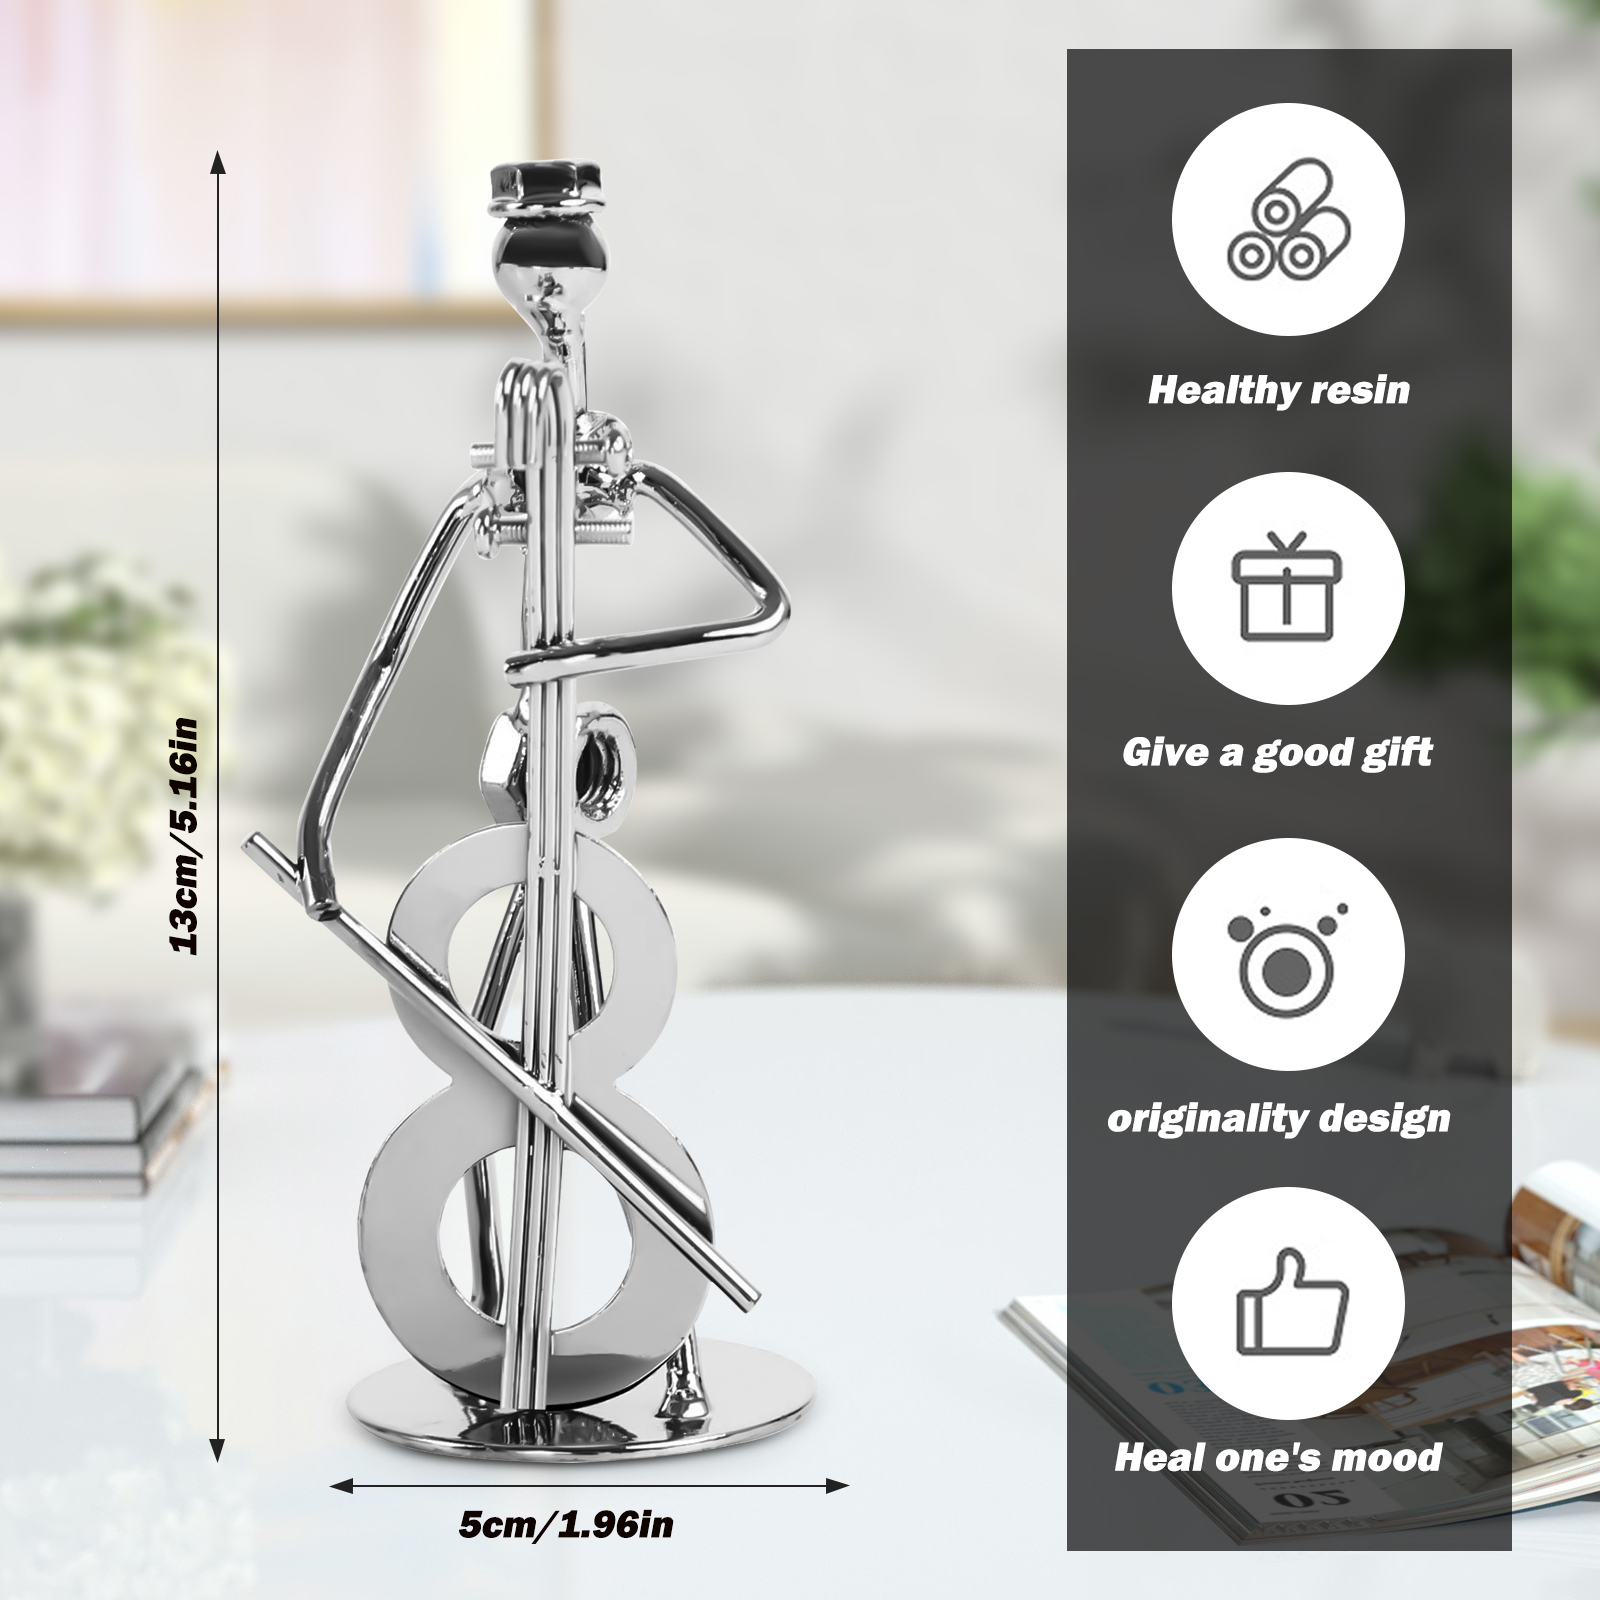 13cm/5.16in
5cm/1.96in
Healthy resin
Give a good gift
originality design
Heal one's mood
05